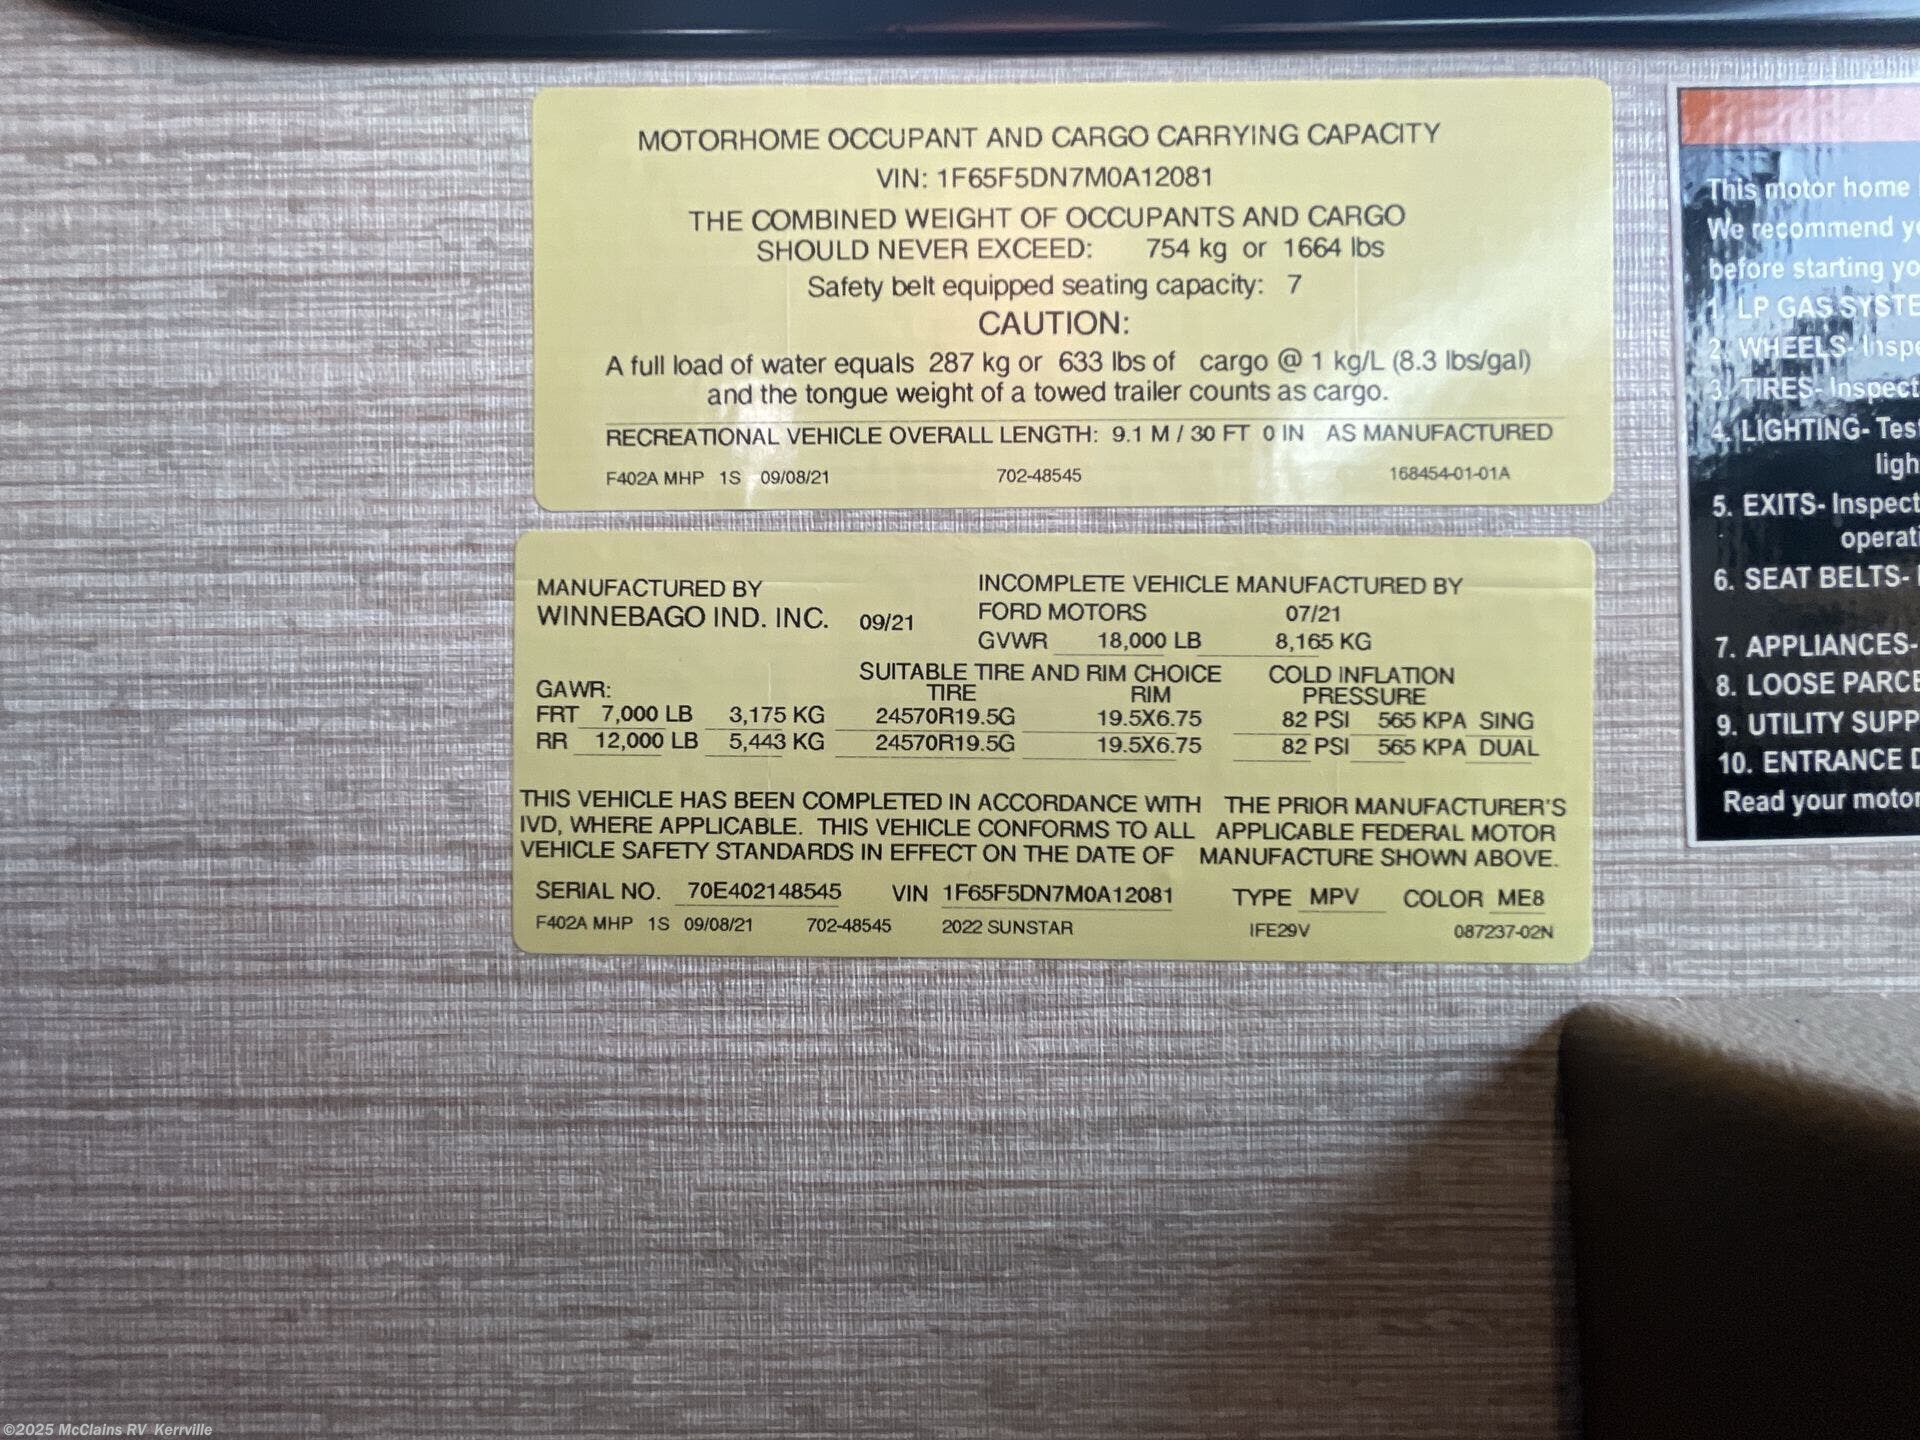 MOTORHOME OCCUPANT AND CARGO CARRYING CAPACITY
VIN: 1F65F5DN7M0A12081
THE COMBINED WEIGHT OF OCCUPANTS AND CARGO
SHOULD NEVER EXCEED: 754 kg or 1664 lbs
Safety belt equipped seating capacity: 7
CAUTION:
A full load of water equals 287 kg or 633 lbs of cargo @ 1 kg/L (8.3 lbs/gal)
and the tongue weight of a towed trailer counts as cargo.
RECREATIONAL VEHICLE OVERALL LENGTH: 9.1 M / 30 FT 0 IN AS MANUFACTURED
F402A MHP 1S 09/08/21 702-48545 168454-01-01A
MANUFACTURED BY INCOMPLETE VEHICLE MANUFACTURED BY
WINNEBAGO IND. INC. 09/21 FORD MOTORS 07/21
GVWR 18,000 LB 8,165 KG
SUITABLE TIRE AND RIM CHOICE COLD INFLATION
GAWR: TIRE RIM PRESSURE
FRT 7,000 LB 3,175 KG 24570R19.5G 19.5X6.75 82 PSI 565 KPA SING
RR 12,000 LB 5,443 KG 24570R19.5G 19.5X6.75 82 PSI 565 KPA DUAL
THIS VEHICLE HAS BEEN COMPLETED IN ACCORDANCE WITH THE PRIOR MANUFACTURER'S
IVD, WHERE APPLICABLE. THIS VEHICLE CONFORMS TO ALL APPLICABLE FEDERAL MOTOR
VEHICLE SAFETY STANDARDS IN EFFECT ON THE DATE OF MANUFACTURE SHOWN ABOVE.
SERIAL NO. 70E402148545 VIN 1F65F5DN7M0A12081 TYPE MPV COLOR ME8
F402A MHP 1S 09/08/21 702-48545 2022 SUNSTAR IFE29V 087237-02N
This motor home
We recommend
before starting
1. LP GAS
2. WHEELS-
3. TIRES- Inspect
4. LIGHTING- Test
5. EXITS- Inspect
6. SEAT BELTS-
7. APPLIANCES-
8. LOOSE
9. UTILITY
10. ENTRANCE
Read your motor
©2025 McClains RV Kerrville